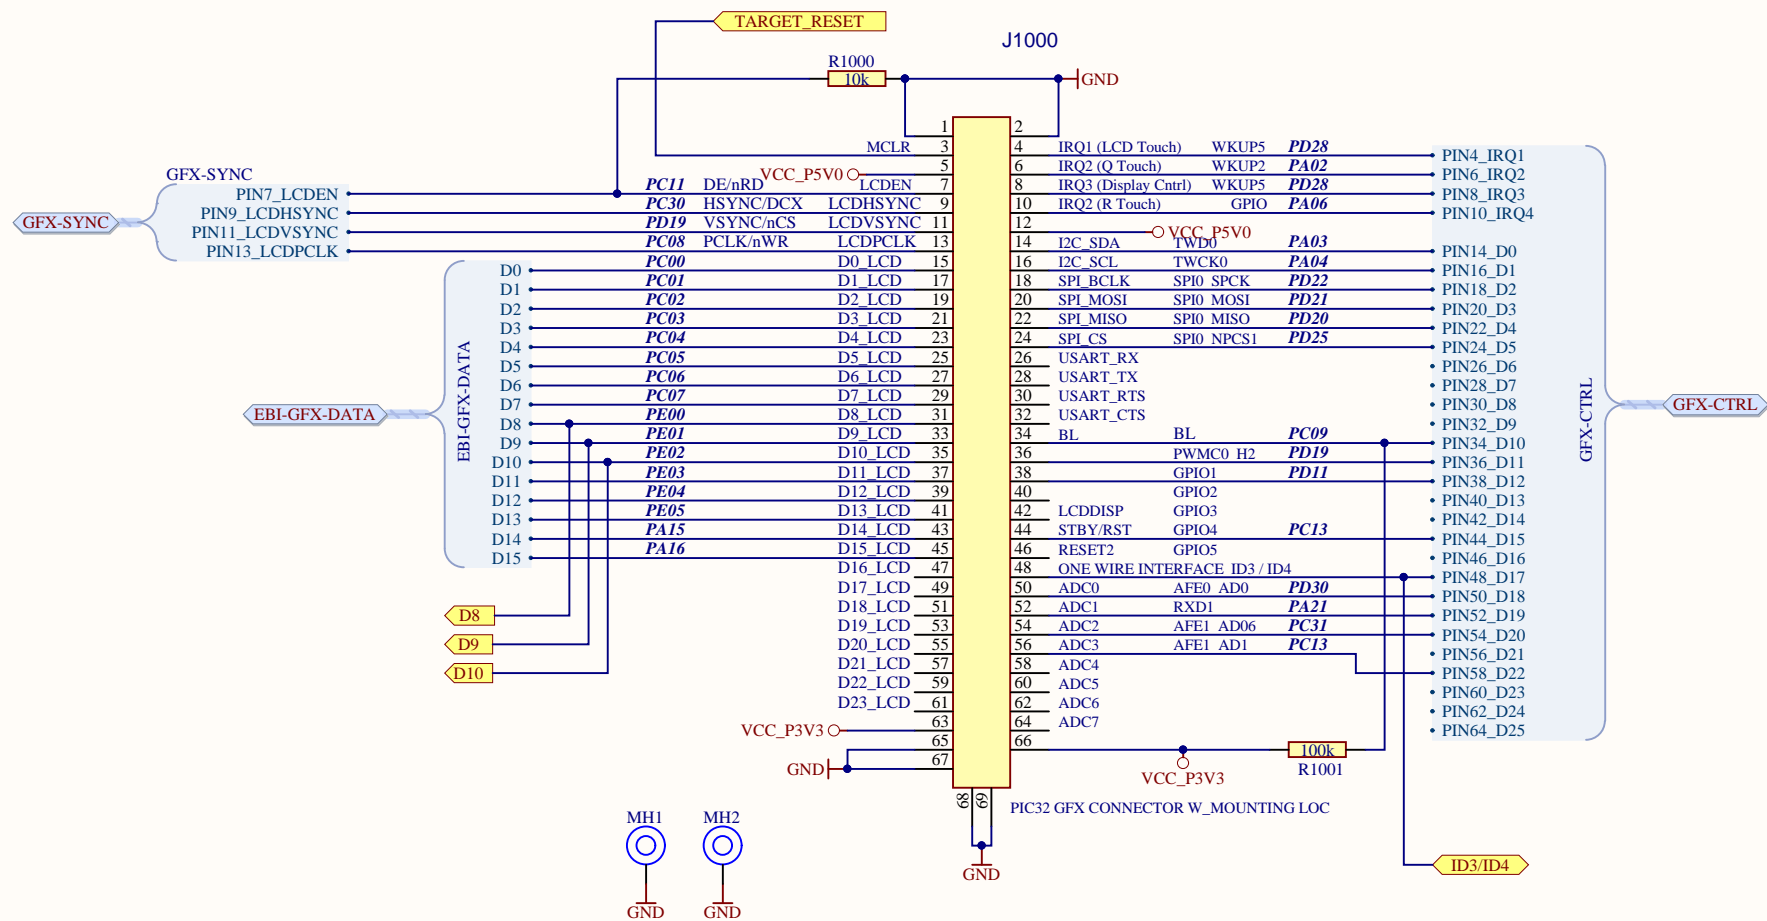 TARGET_RESET
J1000
R1000
10k
GND
1 2
MCLR 3 4 IRQ1 (LCD Touch) WKUP5 PD28 PIN4_IRQ1
VCC_P5V0 5 6 IRQ2 (Q Touch) WKUP2 PA02 PIN6_IRQ2
GFX-SYNC
PIN7_LCDEN PC11 DE/nRD LCDEN 7 8 IRQ3 (Display Cntrl) WKUP5 PD28 PIN8_IRQ3
PIN9_LCDHSYNC PC30 HSYNC/DCX LCDHSYNC 9 10 IRQ2 (R Touch) GPIO PA06 PIN10_IRQ4
GFX-SYNC
PIN11_LCDVSYNC PD19 VSYNC/nCS LCDVSYNC 11 12 VCC_P5V0
PIN13_LCDPCLK PC08 PCLK/nWR LCDPCLK 13 14 I2C_SDA TWD0 PA03 PIN14_D0
D0 PC00 D0_LCD 15 16 I2C_SCL TWCK0 PA04 PIN16_D1
D1 PC01 D1_LCD 17 18 SPI_BCLK SPI0_SPCK PD22 PIN18_D2
D2 PC02 D2_LCD 19 20 SPI_MOSI SPI0_MOSI PD21 PIN20_D3
D3 PC03 D3_LCD 21 22 SPI_MISO SPI0_MISO PD20 PIN22_D4
D4 PC04 D4_LCD 23 24 SPI_CS SPI0_NPCS1 PD25 PIN24_D5
D5 PC05 D5_LCD 25 26 USART_RX PIN26_D6
D6 PC06 D6_LCD 27 28 USART_TX PIN28_D7
D7 PC07 D7_LCD 29 30 USART_RTS PIN30_D8
EBI-GFX-DATA
EBI-GFX-DATA
GFX-CTRL
GFX-CTRL
D8 PE00 D8_LCD 31 32 USART_CTS PIN32_D9
D9 PE01 D9_LCD 33 34 BL BL PC09 PIN34_D10
D10 PE02 D10_LCD 35 36 PWMC0_H2 PD19 PIN36_D11
D11 PE03 D11_LCD 37 38 GPIO1 PD11 PIN38_D12
D12 PE04 D12_LCD 39 40 GPIO2 PIN40_D13
D13 PE05 D13_LCD 41 42 LCDDISP GPIO3 PIN42_D14
D14 PA15 D14_LCD 43 44 STBY/RST GPIO4 PC13 PIN44_D15
D15 PA16 D15_LCD 45 46 RESET2 GPIO5 PIN46_D16
D16_LCD 47 48 ONE WIRE INTERFACE ID3 / ID4 PIN48_D17
D17_LCD 49 50 ADC0 AFE0_AD0 PD30 PIN50_D18
D8 D18_LCD 51 52 ADC1 RXD1 PA21 PIN52_D19
D19_LCD 53 54 ADC2 AFE1_AD06 PC31 PIN54_D20
D9 D20_LCD 55 56 ADC3 AFE1_AD1 PC13 PIN56_D21
D10 D21_LCD 57 58 ADC4 PIN58_D22
D22_LCD 59 60 ADC5 PIN60_D23
D23_LCD 61 62 ADC6 PIN62_D24
VCC_P3V3 63 64 ADC7 PIN64_D25
65 66 100k
GND 67 VCC_P3V3 R1001
68 69 PIC32 GFX CONNECTOR W_MOUNTING LOC
MH1 MH2
GND ID3/ID4
GND GND